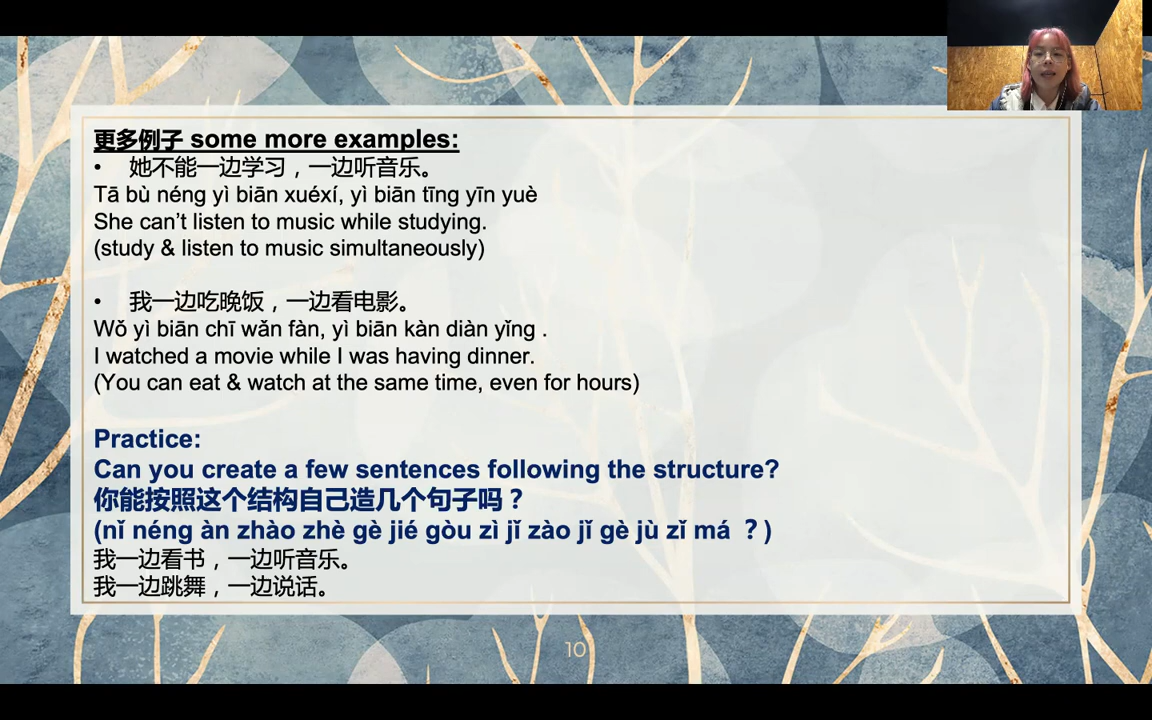 更多例子 some more examples:
• 她不能一边学习，一边听音乐。
Tā bù néng yì biān xuéxí, yì biān tīng yīn yuè
She can’t listen to music while studying.
(study & listen to music simultaneously)
• 我一边吃晚饭，一边看电影。
Wǒ yì biān chī wǎn fàn, yì biān kàn diàn yǐng .
I watched a movie while I was having dinner.
(You can eat & watch at the same time, even for hours)
Practice:
Can you create a few sentences following the structure?
你能按照这个结构自己造几个句子吗？
(nǐ néng àn zhào zhè gè jié gòu zì jǐ zào jǐ gè jù zǐ má ？)
我一边看书，一边听音乐。
我一边跳舞，一边说话。
10